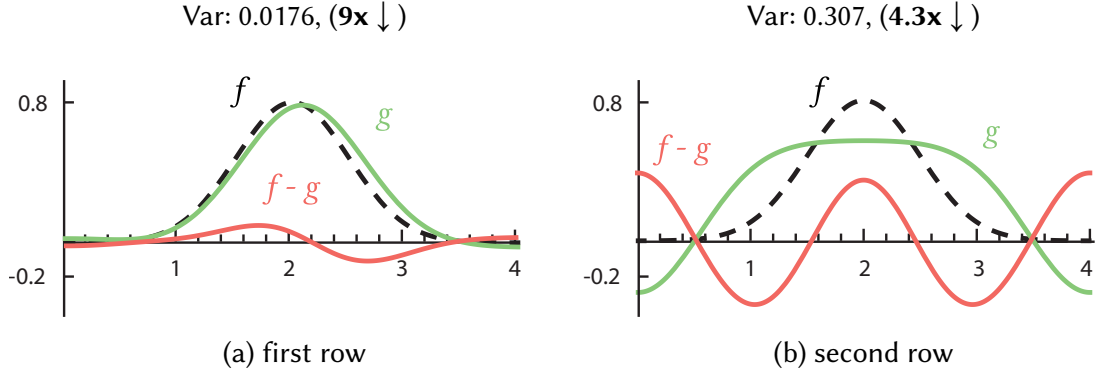 Var: 0.0176, (9x ↓)
Var: 0.307, (4.3x ↓)
f
g
f - g
0.8
-0.2
1
2
3
4
f
g
f - g
0.8
-0.2
1
2
3
4
(a) first row
(b) second row